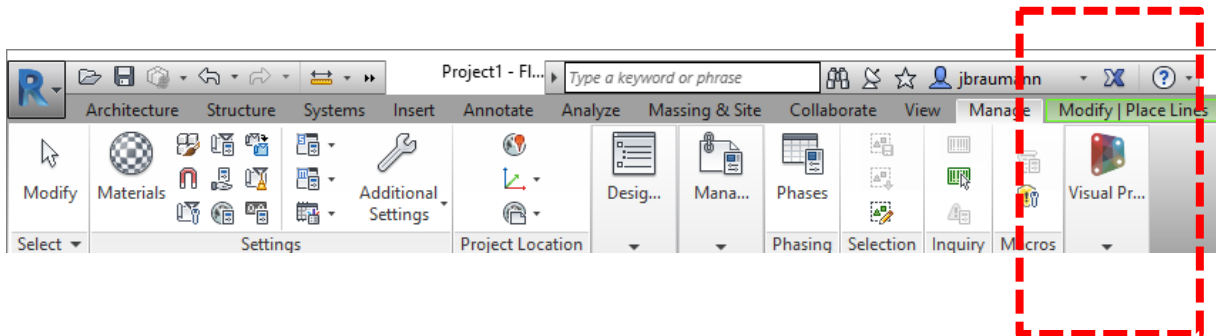 R Project1 - Fl... Type a keyword or phrase jbraumann ?
Architecture Structure Systems Insert Annotate Analyze Massing & Site Collaborate View Manage Modify | Place Lines
Modify Materials Additional Settings Desig... Mana... Phases Visual Pr...
Select Settings Project Location Phasing Selection Inquiry Macros